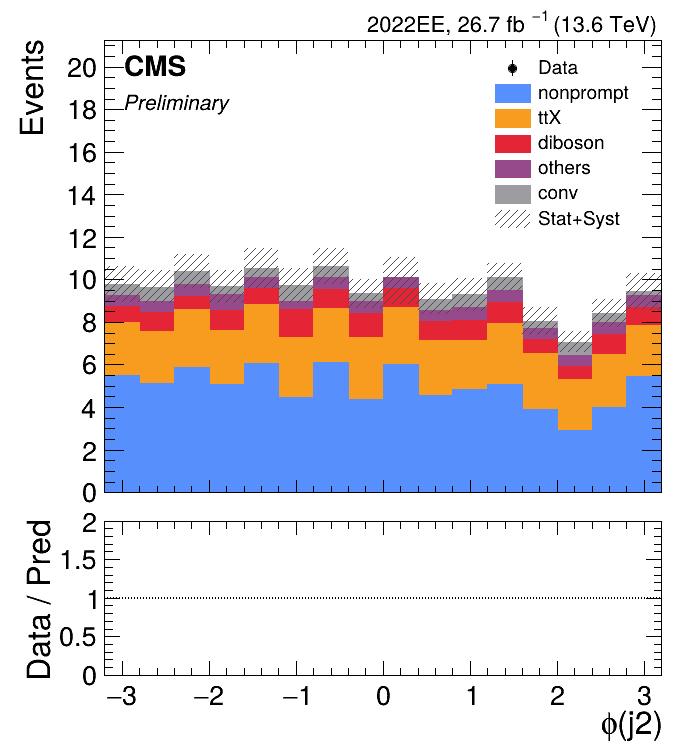 2022EE, 26.7 fb⁻¹ (13.6 TeV)
CMS
Preliminary
Events
20
18
16
14
12
10
8
6
4
2
0
Data
nonprompt
ttX
diboson
others
conv
Stat+Syst
Data / Pred
2
1.5
1
0.5
0
−3 −2 −1 0 1 2 3
ϕ(j2)